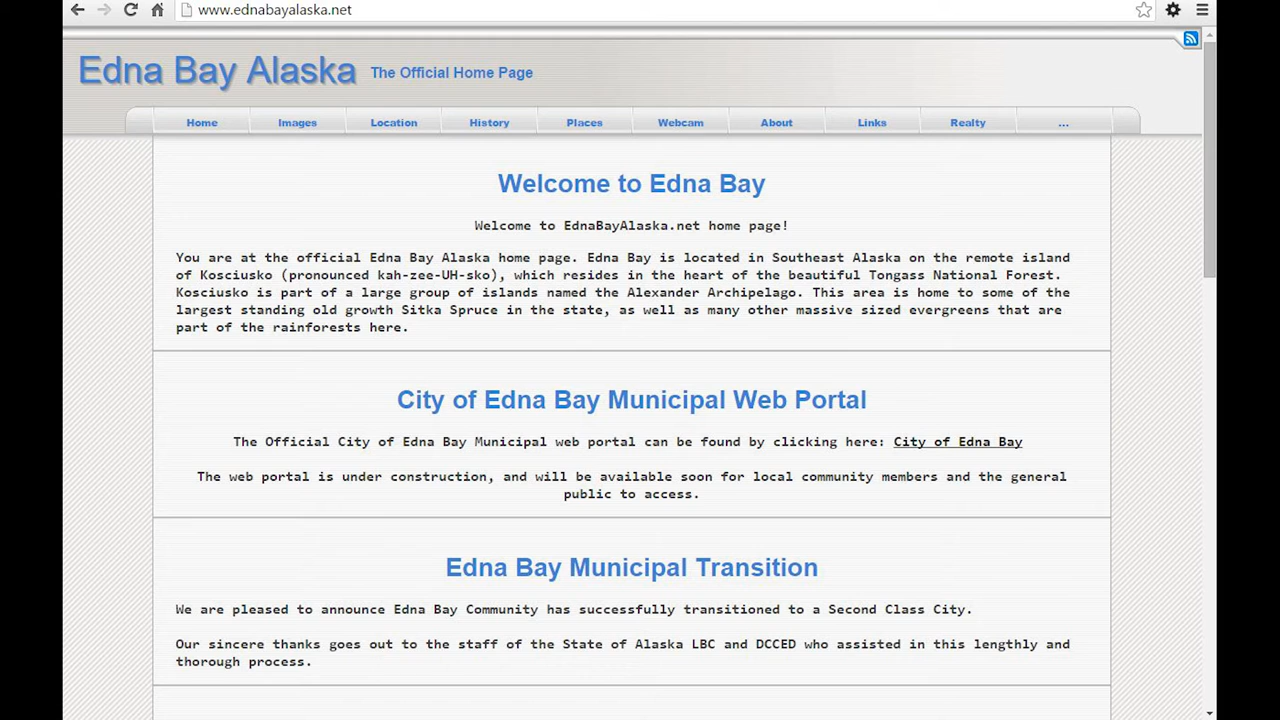 www.ednabayalaska.net
Edna Bay Alaska The Official Home Page
Home Images Location History Places Webcam About Links Realty ...
Welcome to Edna Bay
Welcome to EdnaBayAlaska.net home page!
You are at the official Edna Bay Alaska home page. Edna Bay is located in Southeast Alaska on the remote island
of Kosciusko (pronounced kah-zee-UH-sko), which resides in the heart of the beautiful Tongass National Forest.
Kosciusko is part of a large group of islands named the Alexander Archipelago. This area is home to some of the
largest standing old growth Sitka Spruce in the state, as well as many other massive sized evergreens that are
part of the rainforests here.
City of Edna Bay Municipal Web Portal
The Official City of Edna Bay Municipal web portal can be found by clicking here: City of Edna Bay
The web portal is under construction, and will be available soon for local community members and the general
public to access.
Edna Bay Municipal Transition
We are pleased to announce Edna Bay Community has successfully transitioned to a Second Class City.
Our sincere thanks goes out to the staff of the State of Alaska LBC and DCCED who assisted in this lengthly and
thorough process.